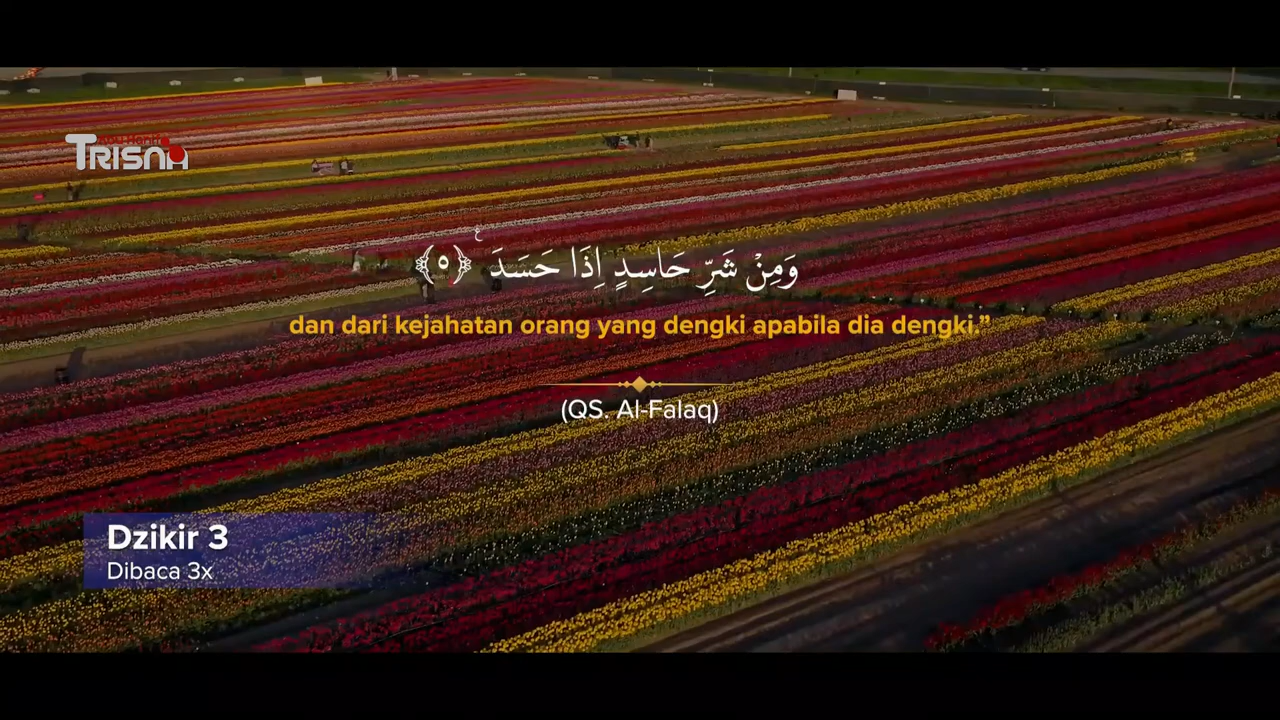 TRISNA
وَمِنْ شَرِّ حَاسِدٍ اِذَا حَسَدَ ࣖ ﴿٥﴾
dan dari kejahatan orang yang dengki apabila dia dengki.”
(QS. Al-Falaq)
Dzikir 3
Dibaca 3x